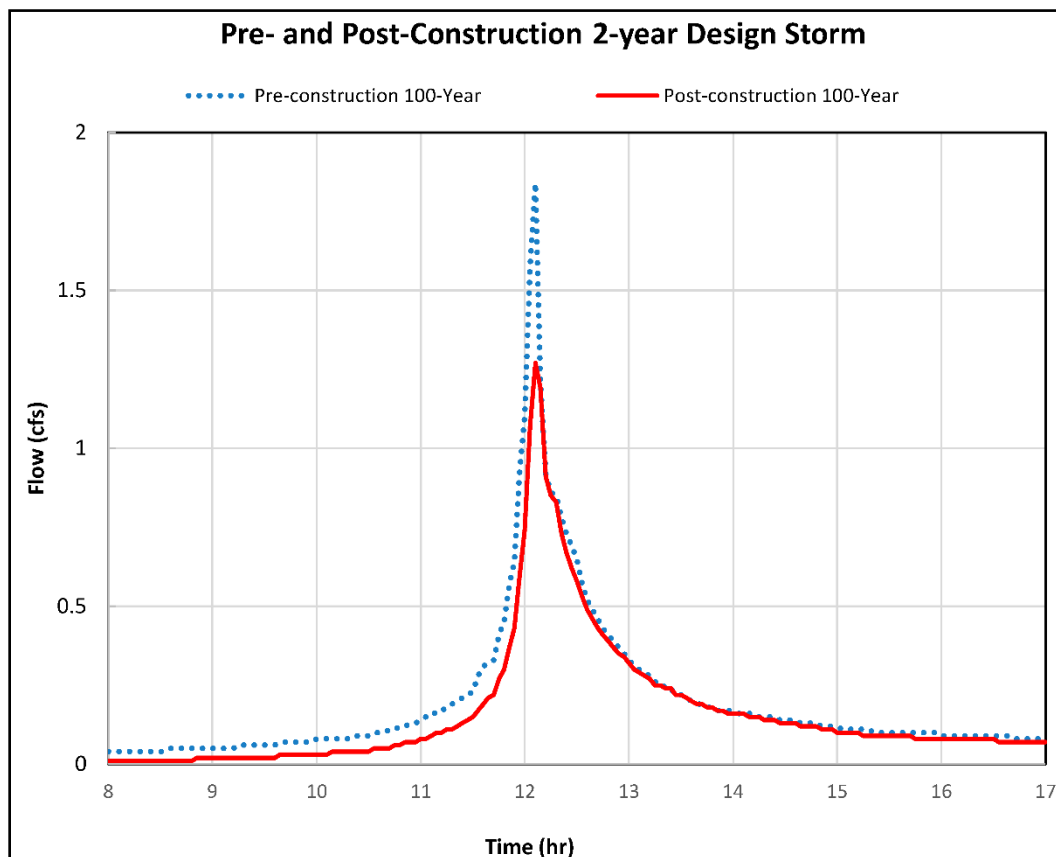 Pre- and Post-Construction 2-year Design Storm
Pre-construction 100-Year Post-construction 100-Year
2
1.5
1
0.5
0
Flow (cfs)
8 9 10 11 12 13 14 15 16 17
Time (hr)